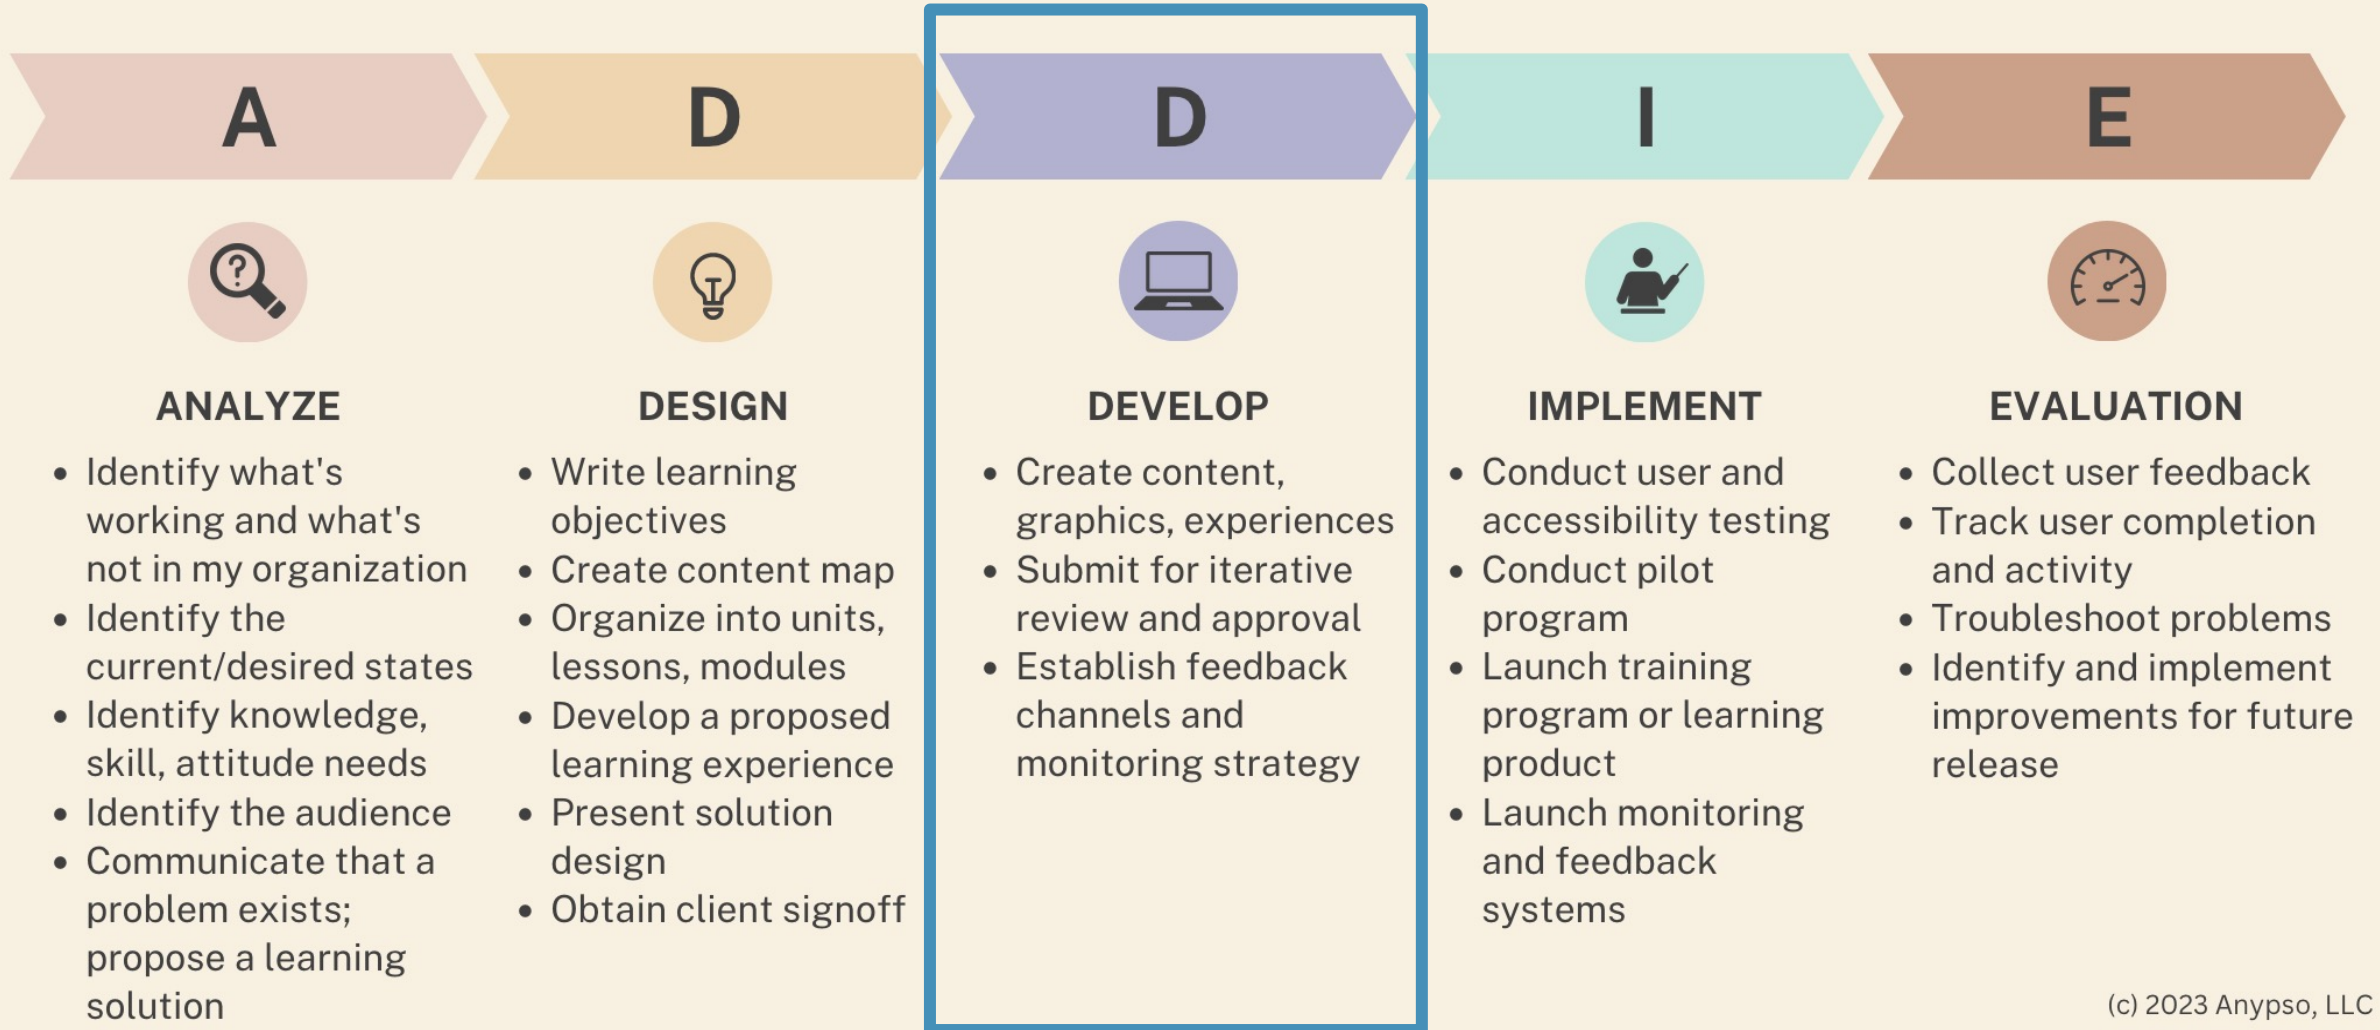 A
D
D
I
E
?
ANALYZE
• Identify what's
working and what's
not in my organization
• Identify the
current/desired states
• Identify knowledge,
skill, attitude needs
• Identify the audience
• Communicate that a
problem exists;
propose a learning
solution
DESIGN
• Write learning
objectives
• Create content map
• Organize into units,
lessons, modules
• Develop a proposed
learning experience
• Present solution
design
• Obtain client signoff
DEVELOP
• Create content,
graphics, experiences
• Submit for iterative
review and approval
• Establish feedback
channels and
monitoring strategy
IMPLEMENT
• Conduct user and
accessibility testing
• Conduct pilot
program
• Launch training
program or learning
product
• Launch monitoring
and feedback
systems
EVALUATION
• Collect user feedback
• Track user completion
and activity
• Troubleshoot problems
• Identify and implement
improvements for future
release
(c) 2023 Anypso, LLC